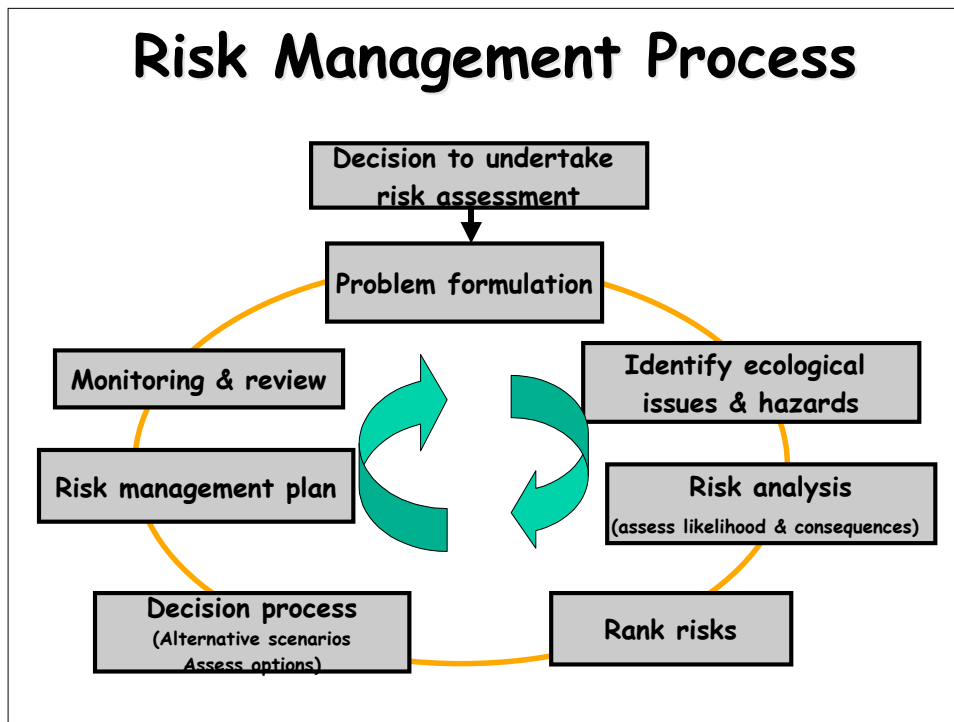 Risk Management Process
Decision to undertake
risk assessment
Problem formulation
Identify ecological
issues & hazards
Risk analysis
(assess likelihood & consequences)
Rank risks
Decision process
(Alternative scenarios
Assess options)
Risk management plan
Monitoring & review